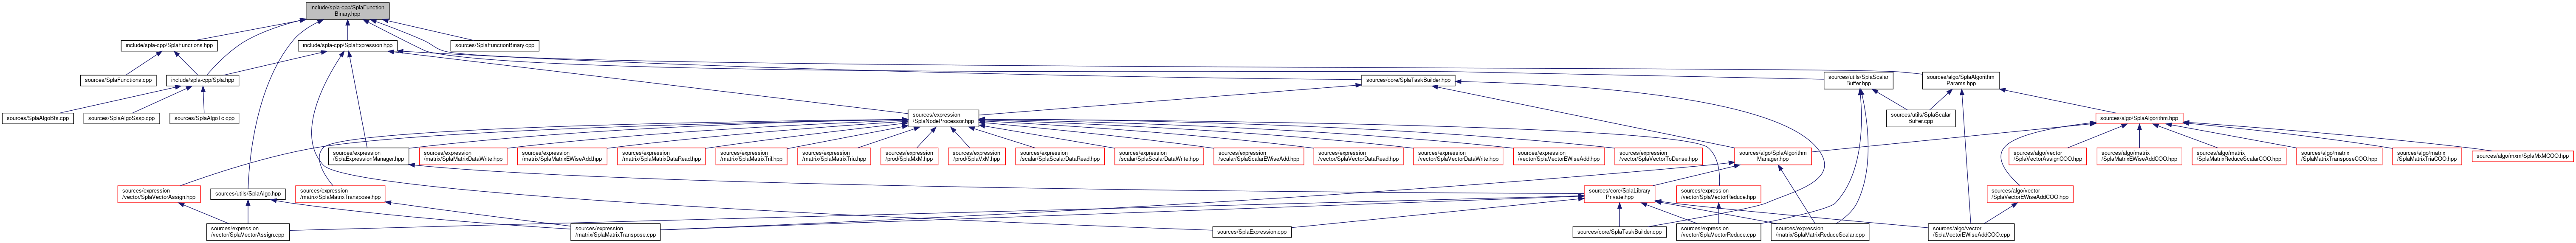 include/spla-cpp/SplaFunction
Binary.hpp
include/spla-cpp/SplaFunctions.hpp
include/spla-cpp/SplaExpression.hpp
sources/SplaFunctionBinary.cpp
sources/SplaFunctions.cpp
include/spla-cpp/Spla.hpp
sources/core/SplaTaskBuilder.hpp
sources/utils/SplaScalar
Buffer.hpp
sources/algo/SplaAlgorithm
Params.hpp
sources/SplaAlgoBfs.cpp
sources/SplaAlgoSssp.cpp
sources/SplaAlgoTc.cpp
sources/expression
/SplaNodeProcessor.hpp
sources/utils/SplaScalar
Buffer.cpp
sources/algo/SplaAlgorithm.hpp
sources/expression
/SplaExpressionManager.hpp
sources/expression
/matrix/SplaMatrixDataWrite.hpp
sources/expression
/matrix/SplaMatrixEWiseAdd.hpp
sources/expression
/matrix/SplaMatrixDataRead.hpp
sources/expression
/matrix/SplaMatrixTril.hpp
sources/expression
/matrix/SplaMatrixTriu.hpp
sources/expression
/prod/SplaMxM.hpp
sources/expression
/prod/SplaVxM.hpp
sources/expression
/scalar/SplaScalarDataRead.hpp
sources/expression
/scalar/SplaScalarDataWrite.hpp
sources/expression
/scalar/SplaScalarEWiseAdd.hpp
sources/expression
/vector/SplaVectorDataRead.hpp
sources/expression
/vector/SplaVectorDataWrite.hpp
sources/expression
/vector/SplaVectorEWiseAdd.hpp
sources/expression
/vector/SplaVectorToDense.hpp
sources/algo/SplaAlgorithm
Manager.hpp
sources/algo/vector
/SplaVectorAssignCOO.hpp
sources/algo/matrix
/SplaMatrixEWiseAddCOO.hpp
sources/algo/matrix
/SplaMatrixReduceScalarCOO.hpp
sources/algo/matrix
/SplaMatrixTransposeCOO.hpp
sources/algo/matrix
/SplaMatrixTriaCOO.hpp
sources/algo/mxm/SplaMxMCOO.hpp
sources/expression
/vector/SplaVectorAssign.hpp
sources/utils/SplaAlgo.hpp
sources/expression
/matrix/SplaMatrixTranspose.hpp
sources/core/SplaLibrary
Private.hpp
sources/expression
/vector/SplaVectorReduce.hpp
sources/algo/vector
/SplaVectorEWiseAddCOO.hpp
sources/expression
/vector/SplaVectorAssign.cpp
sources/expression
/matrix/SplaMatrixTranspose.cpp
sources/SplaExpression.cpp
sources/core/SplaTaskBuilder.cpp
sources/expression
/vector/SplaVectorReduce.cpp
sources/expression
/matrix/SplaMatrixReduceScalar.cpp
sources/algo/vector
/SplaVectorEWiseAddCOO.cpp